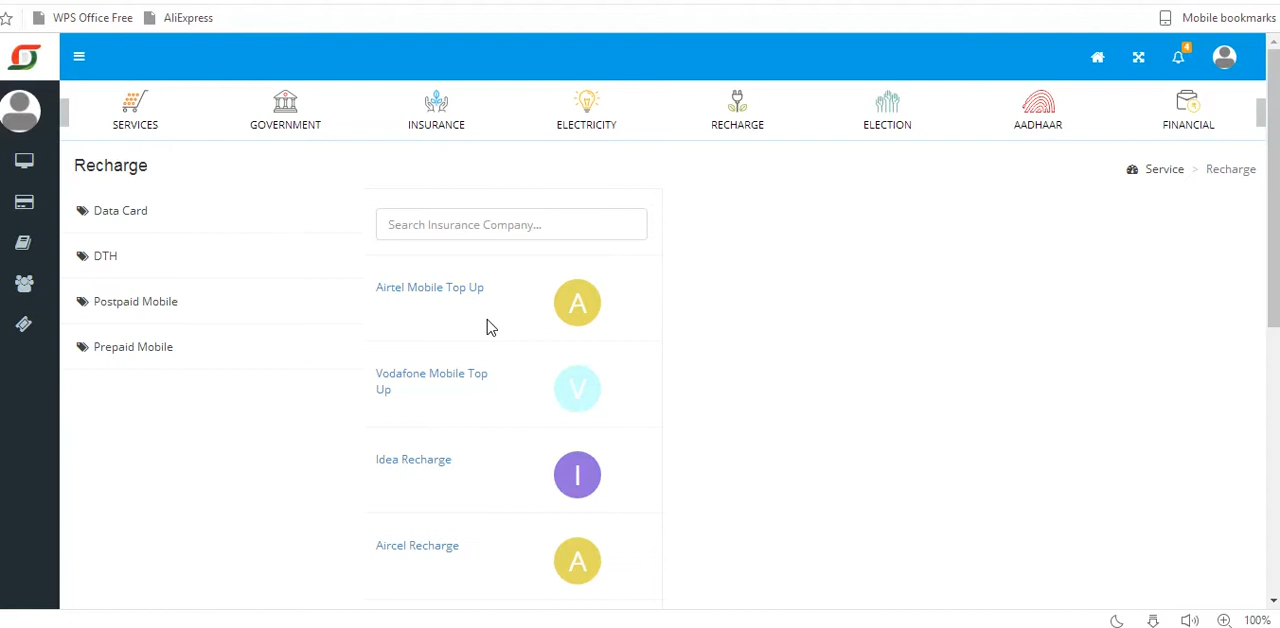 WPS Office Free AliExpress Mobile bookmarks
4
SERVICES GOVERNMENT INSURANCE ELECTRICITY RECHARGE ELECTION AADHAAR FINANCIAL
Recharge
Service > Recharge
Data Card
DTH
Postpaid Mobile
Prepaid Mobile
Search Insurance Company...
Airtel Mobile Top Up A
Vodafone Mobile Top
Up
V
Idea Recharge I
Aircel Recharge A
100%